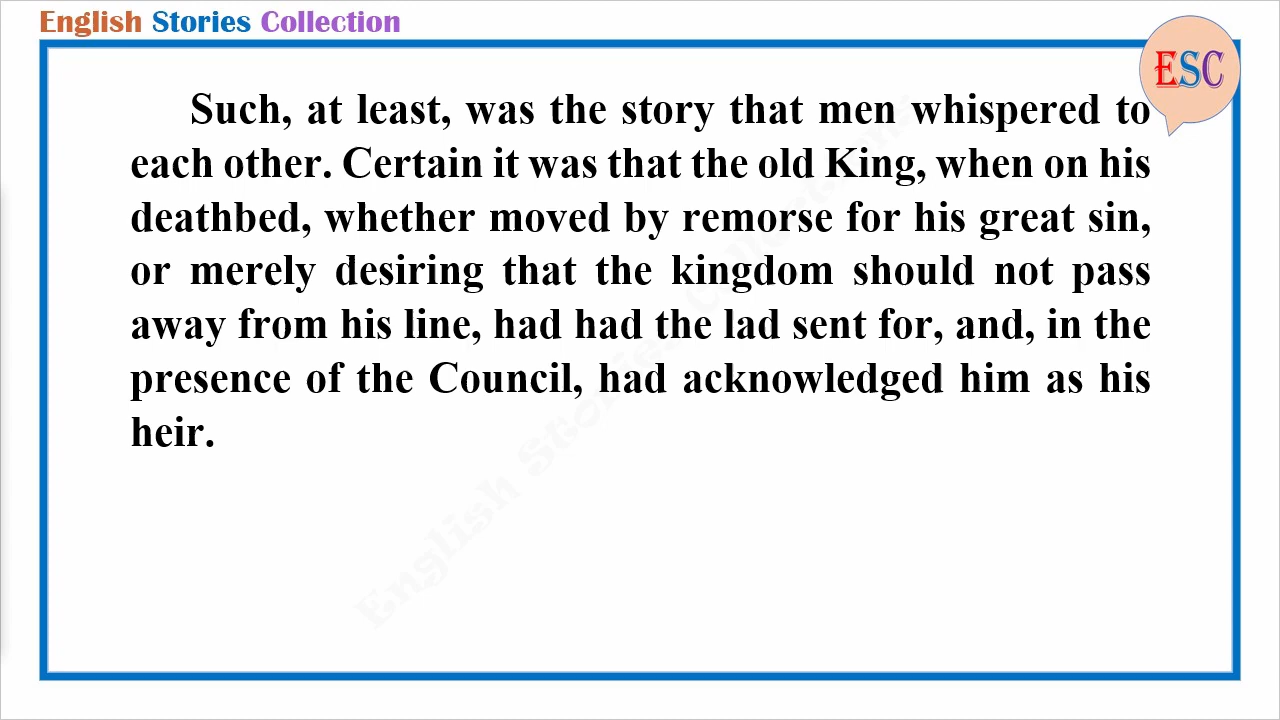 English Stories Collection
ESC
Such, at least, was the story that men whispered to
each other. Certain it was that the old King, when on his
deathbed, whether moved by remorse for his great sin,
or merely desiring that the kingdom should not pass
away from his line, had had the lad sent for, and, in the
presence of the Council, had acknowledged him as his
heir.
English Stories Collections